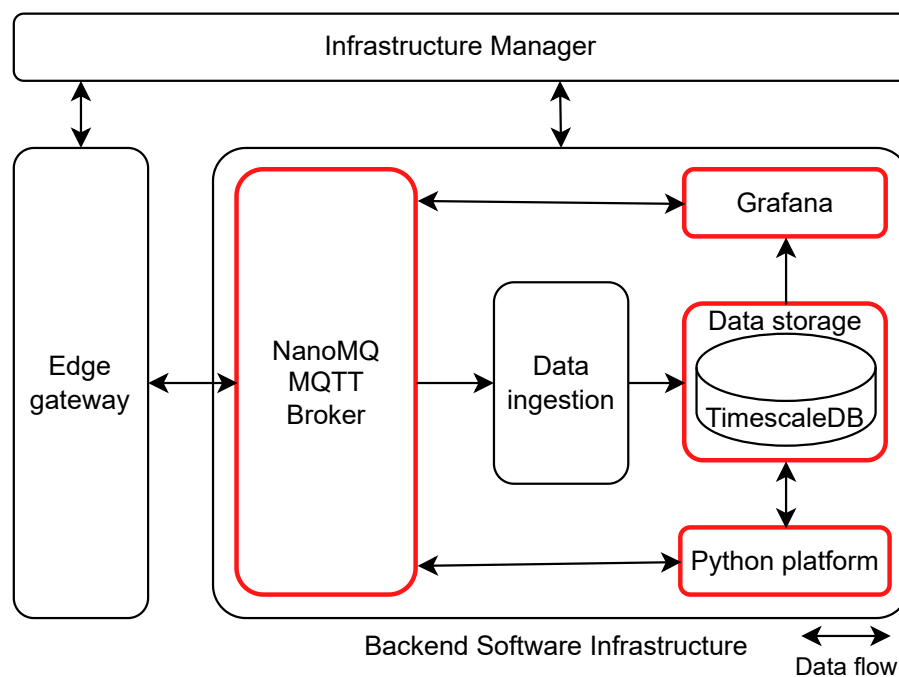 Infrastructure Manager
Edge
gateway
NanoMQ
MQTT
Broker
Data
ingestion
Grafana
Data storage
TimescaleDB
Python platform
Backend Software Infrastructure
Data flow